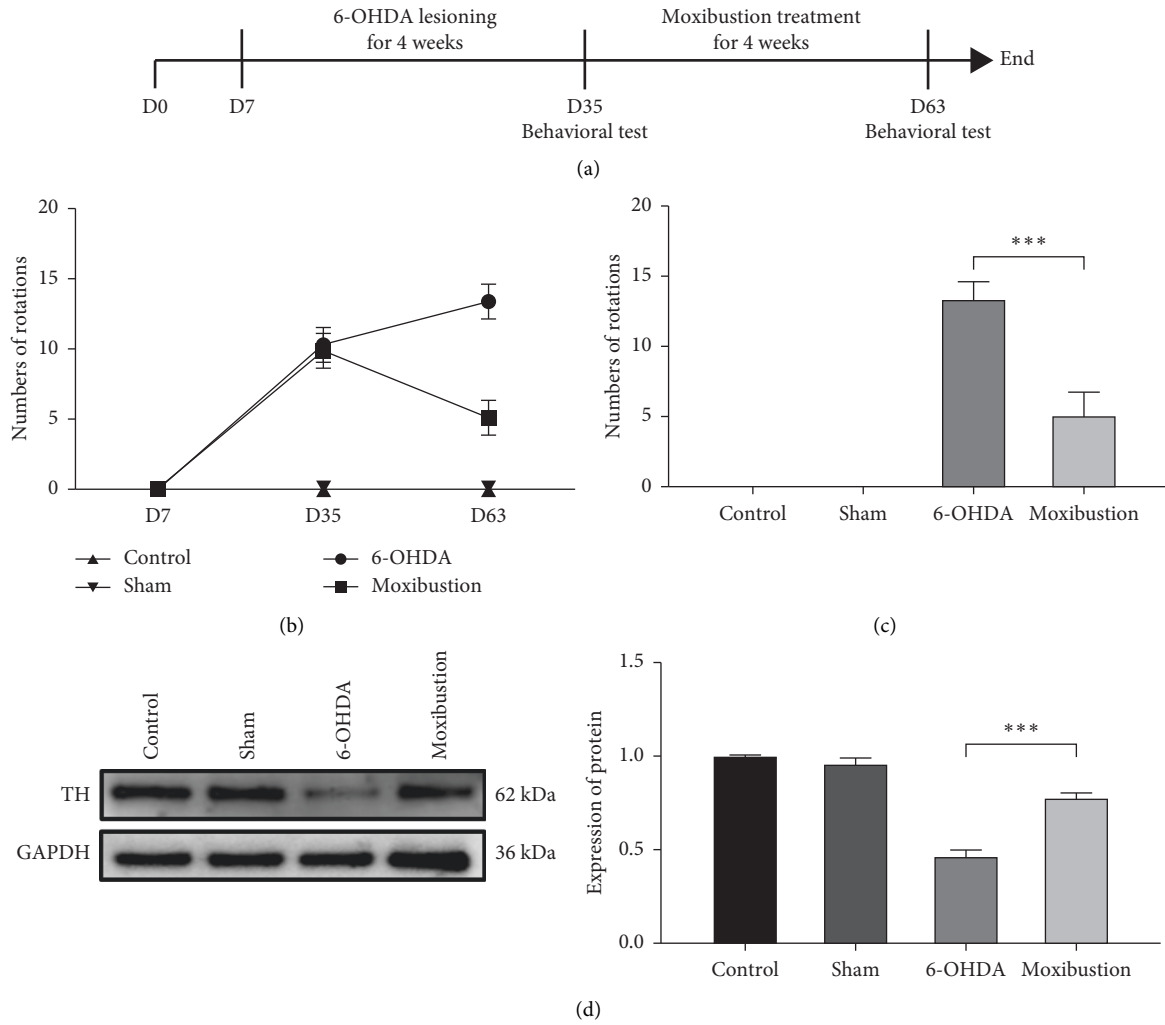 6-OHDA lesioning
for 4 weeks
Moxibustion treatment
for 4 weeks
End
D0
D7
D35
Behavioral test
D63
Behavioral test
(a)
20
15
10
5
0
Numbers of rotations
D7
D35
D63
Control
6-OHDA
Sham
Moxibustion
(b)
20
15
10
5
0
Numbers of rotations
***
Control
Sham
6-OHDA
Moxibustion
(c)
Control
Sham
6-OHDA
Moxibustion
TH
62 kDa
GAPDH
36 kDa
1.5
1.0
0.5
0.0
Expression of protein
***
Control
Sham
6-OHDA
Moxibustion
(d)